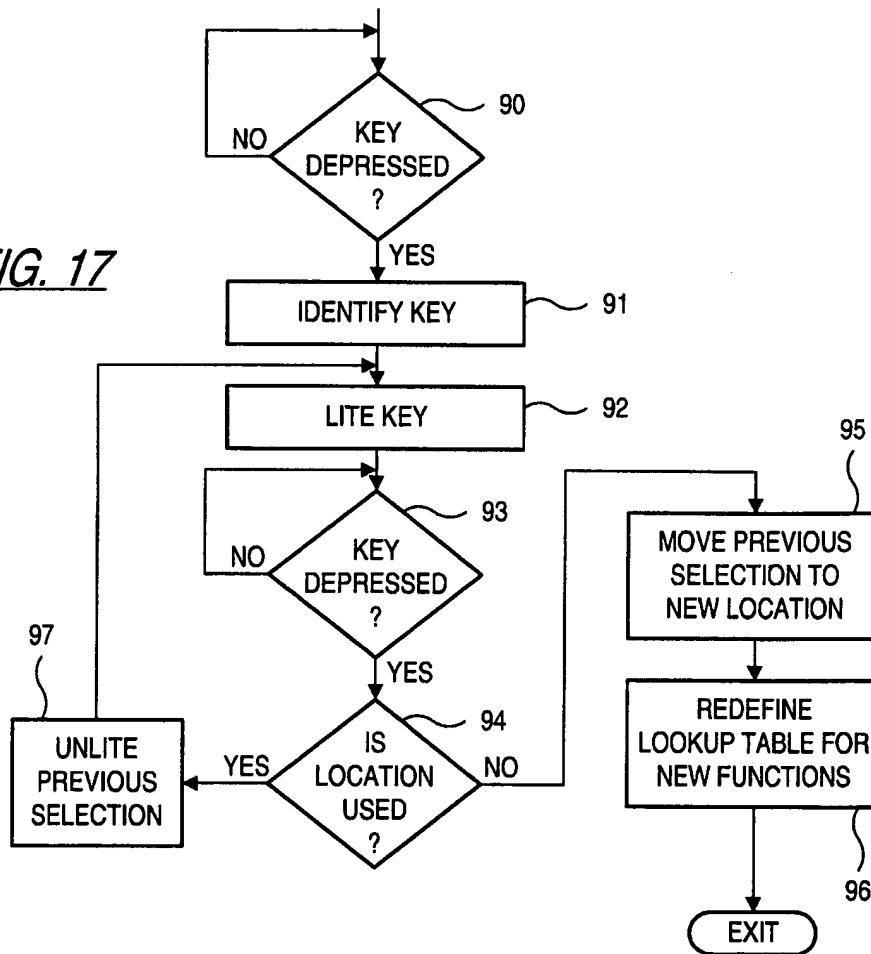 90
KEY
DEPRESSED
?
NO
YES
FIG. 17
IDENTIFY KEY
91
LITE KEY
92
93
KEY
DEPRESSED
?
NO
YES
95
MOVE PREVIOUS
SELECTION TO
NEW LOCATION
97
UNLITE
PREVIOUS
SELECTION
YES
94
IS
LOCATION
USED
?
NO
REDEFINE
LOOKUP TABLE FOR
NEW FUNCTIONS
96
EXIT